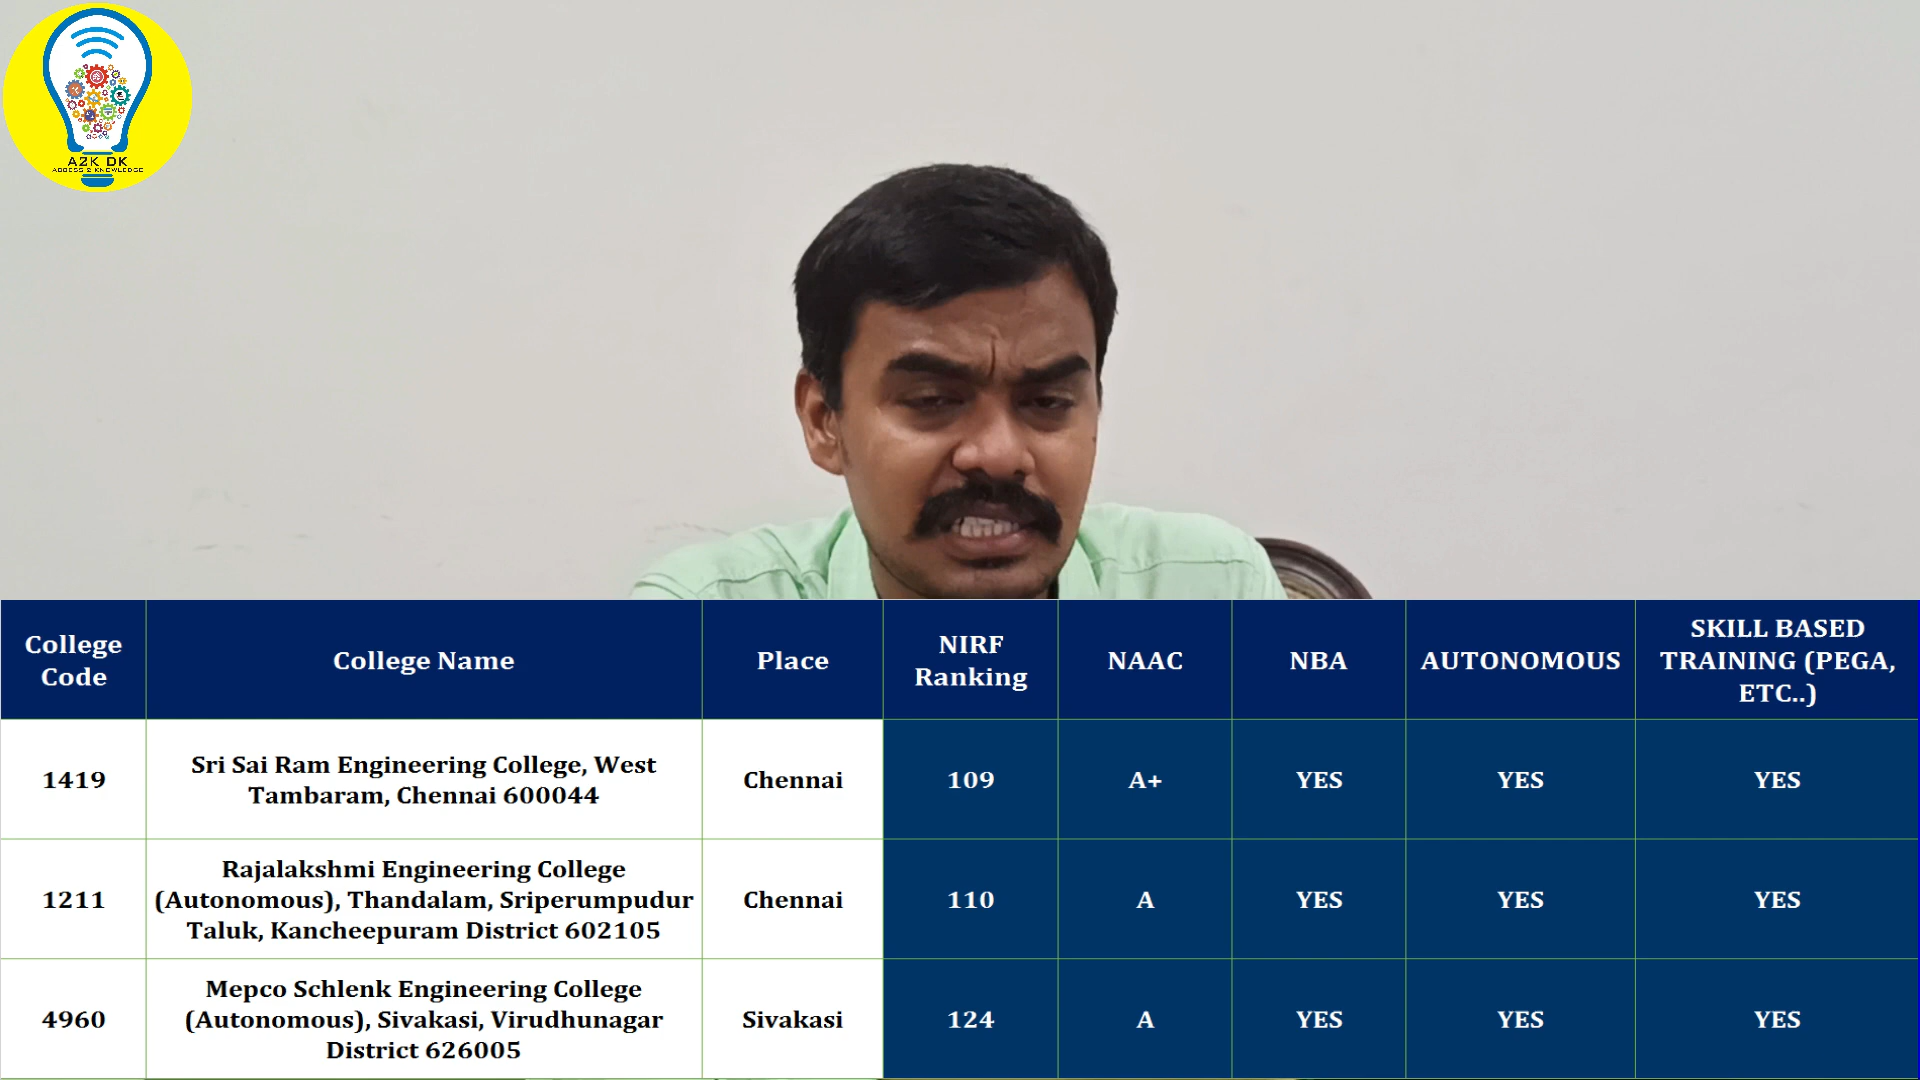 A2K DK
ACCESS 2 KNOWLEDGE
College
Code
College Name
Place
NIRF
Ranking
NAAC
NBA
AUTONOMOUS
SKILL BASED
TRAINING (PEGA,
ETC..)
1419
Sri Sai Ram Engineering College, West
Tambaram, Chennai 600044
Chennai
109
A+
YES
YES
YES
1211
Rajalakshmi Engineering College
(Autonomous), Thandalam, Sriperumpudur
Taluk, Kancheepuram District 602105
Chennai
110
A
YES
YES
YES
4960
Mepco Schlenk Engineering College
(Autonomous), Sivakasi, Virudhunagar
District 626005
Sivakasi
124
A
YES
YES
YES